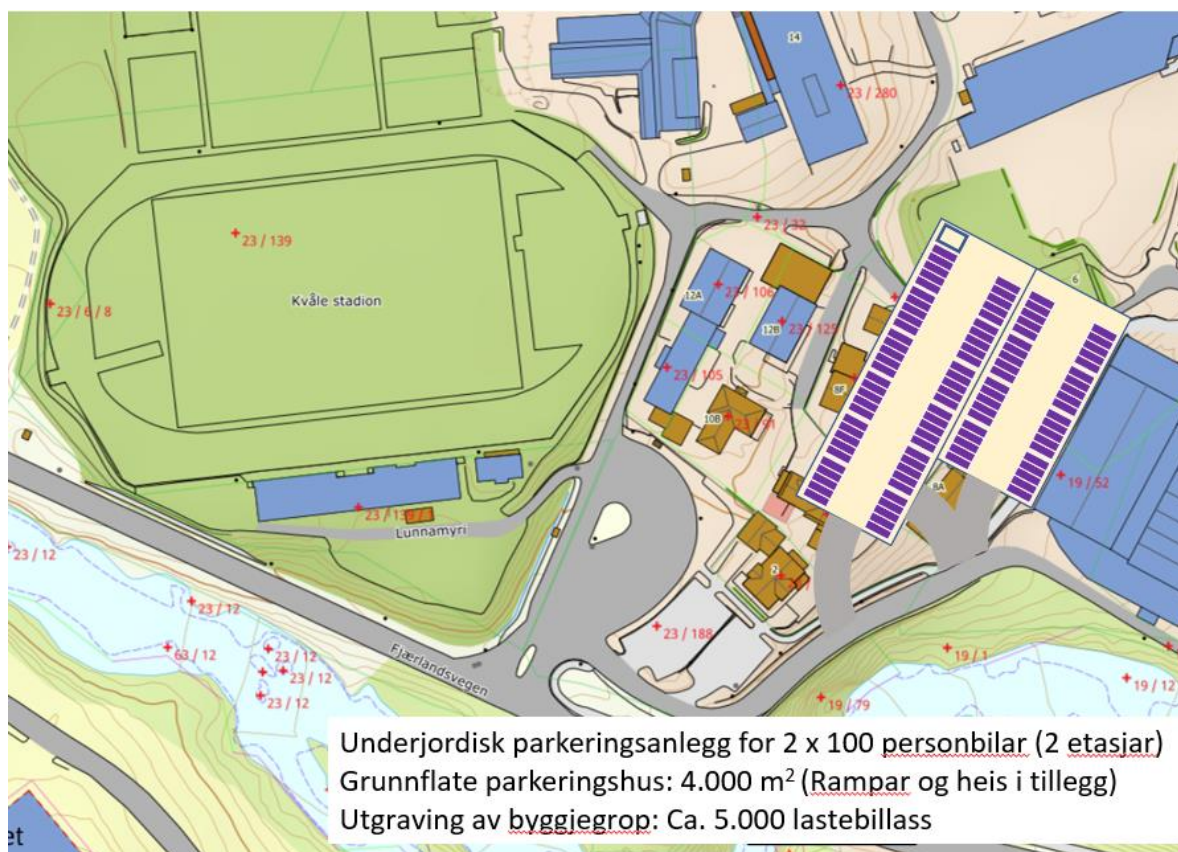 14
23 / 280
23 / 32
23 / 139
6
Kvåle stadion
23 / 6 / 8
12A
23 / 106
12B
23 / 125
23 / 105
8F
10B
23 / 91
8A
19 / 52
Lunnamyri
23 / 12
2
23 / 12
23 / 188
63 / 12
23 / 12
23 / 12
23 / 12
Fjærlandsvegen
19 / 1
19 / 12
19 / 79
Underjordisk parkeringsanlegg for 2 x 100 personbilar (2 etasjar)
Grunnflate parkeringshus: 4.000 m² (Rampar og heis i tillegg)
Utgraving av byggjegrop: Ca. 5.000 lastebillass
et